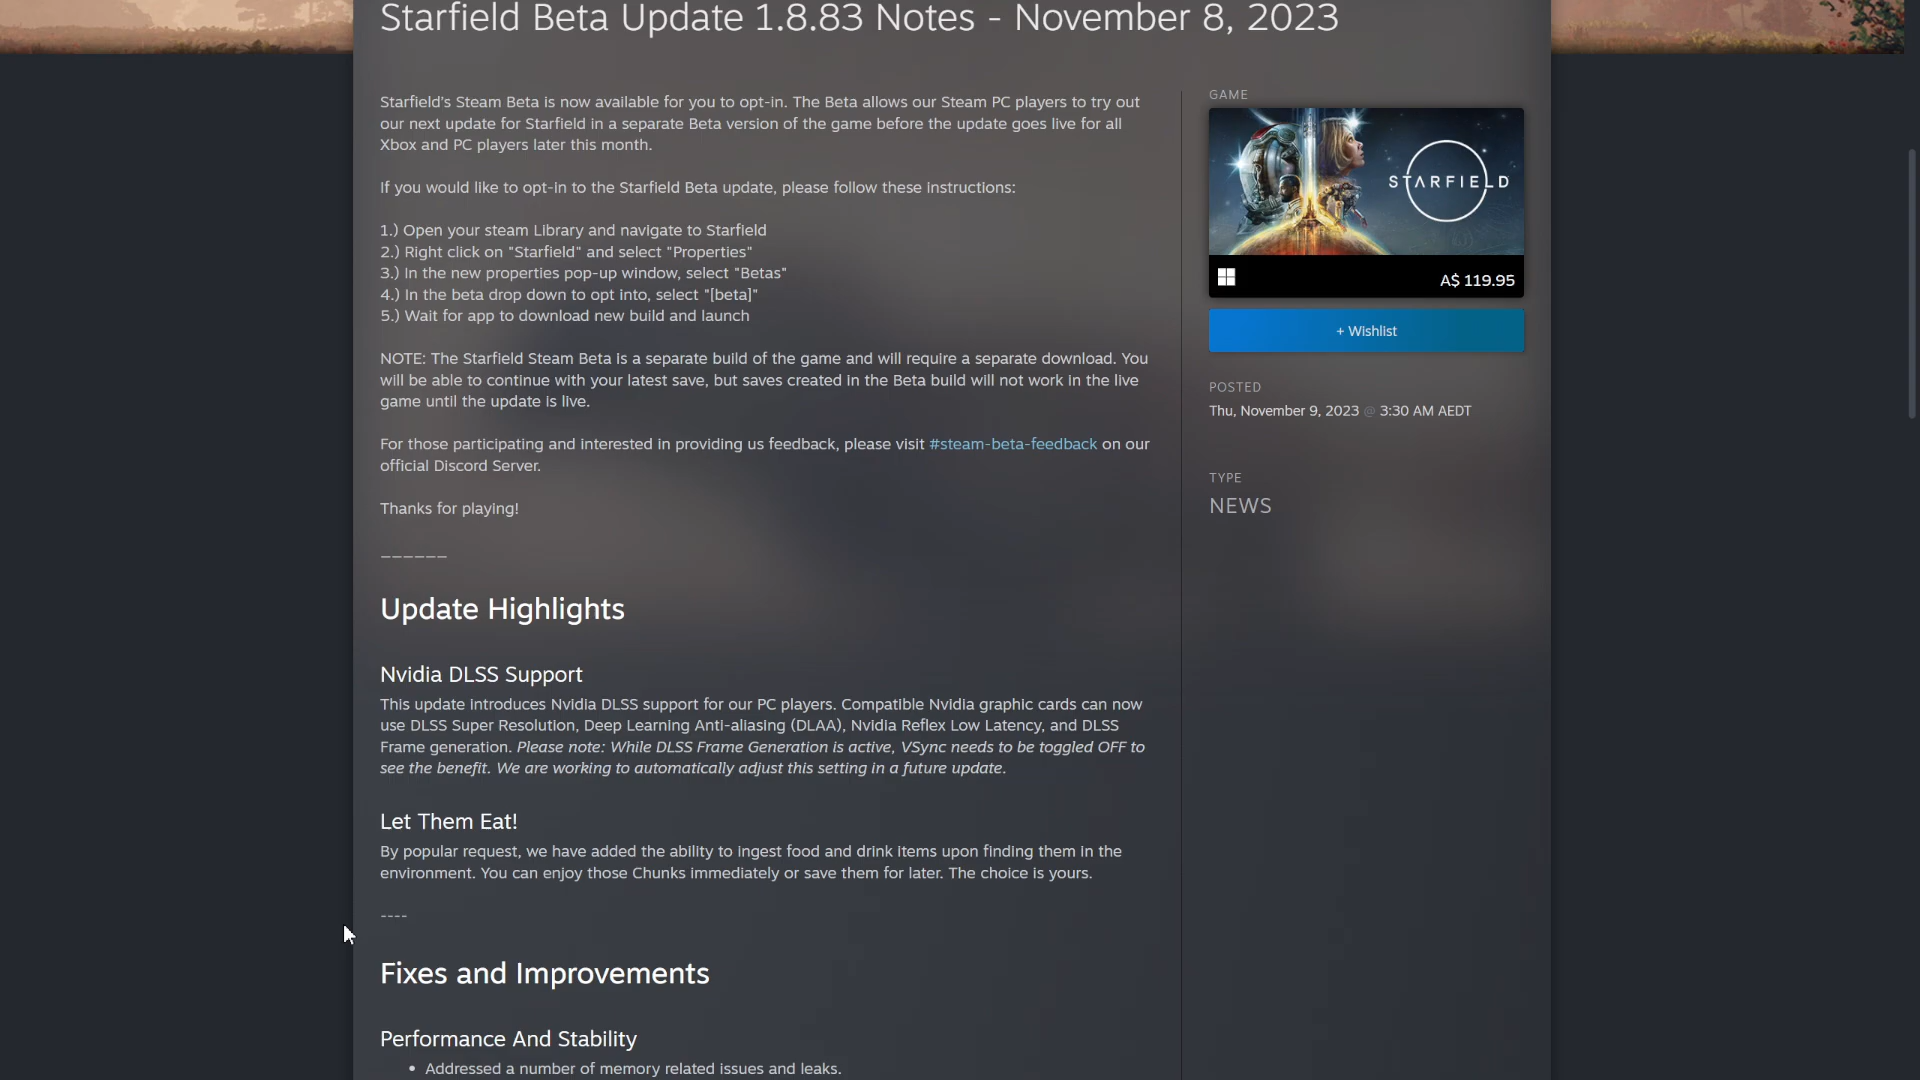 Starfield Beta Update 1.8.83 Notes - November 8, 2023
Starfield's Steam Beta is now available for you to opt-in. The Beta allows our Steam PC players to try out
our next update for Starfield in a separate Beta version of the game before the update goes live for all
Xbox and PC players later this month.
If you would like to opt-in to the Starfield Beta update, please follow these instructions:
1.) Open your steam Library and navigate to Starfield
2.) Right click on "Starfield" and select "Properties"
3.) In the new properties pop-up window, select "Betas"
4.) In the beta drop down to opt into, select "[beta]"
5.) Wait for app to download new build and launch
NOTE: The Starfield Steam Beta is a separate build of the game and will require a separate download. You
will be able to continue with your latest save, but saves created in the Beta build will not work in the live
game until the update is live.
For those participating and interested in providing us feedback, please visit #steam-beta-feedback on our
official Discord Server.
Thanks for playing!
______
Update Highlights
Nvidia DLSS Support
This update introduces Nvidia DLSS support for our PC players. Compatible Nvidia graphic cards can now
use DLSS Super Resolution, Deep Learning Anti-aliasing (DLAA), Nvidia Reflex Low Latency, and DLSS
Frame generation. Please note: While DLSS Frame Generation is active, VSync needs to be toggled OFF to
see the benefit. We are working to automatically adjust this setting in a future update.
Let Them Eat!
By popular request, we have added the ability to ingest food and drink items upon finding them in the
environment. You can enjoy those Chunks immediately or save them for later. The choice is yours.
----
Fixes and Improvements
Performance And Stability
• Addressed a number of memory related issues and leaks.
GAME
STARFIELD
A$ 119.95
+ Wishlist
POSTED
Thu, November 9, 2023 @ 3:30 AM AEDT
TYPE
NEWS